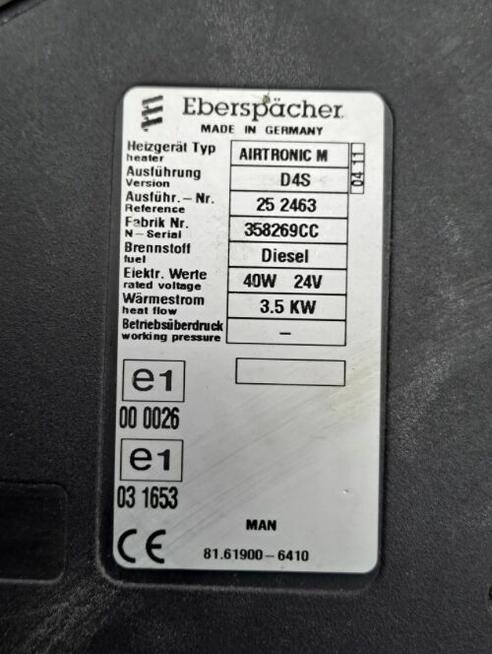 Eberspächer
MADE IN GERMANY
Heizgerät Typ AIRTRONIC M
heater
04 11
Ausführung D4S
Version
Ausführ.-Nr. 25 2463
Reference
Fabrik Nr. 358269CC
N-Serial
Brennstoff Diesel
fuel
Elektr. Werte 40W 24V
rated voltage
Wärmestrom 3.5 KW
heat flow
Betriebsüberdruck –
working pressure
e1
00 0026
e1
03 1653
MAN
CE 81.61900-6410